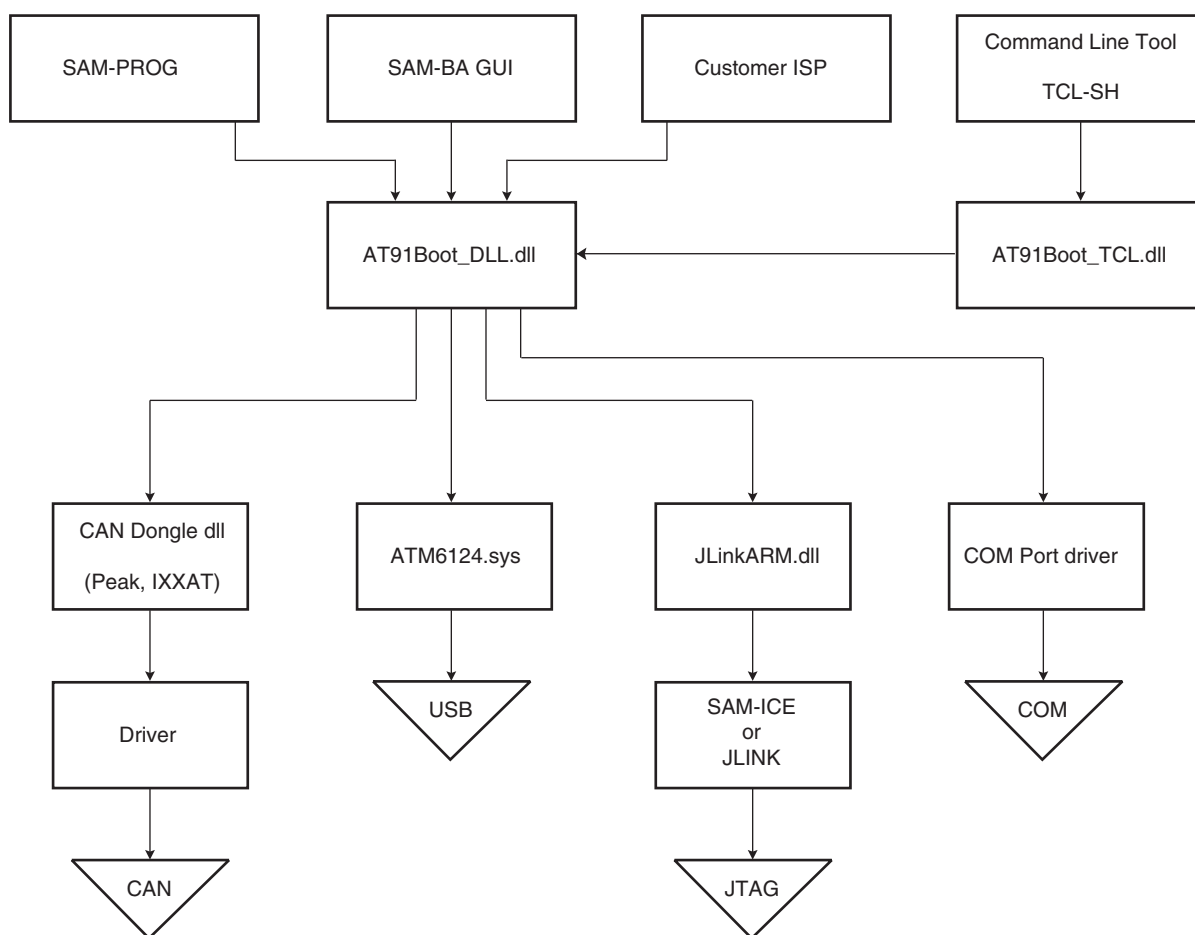 SAM-PROG
SAM-BA GUI
Customer ISP
Command Line Tool
TCL-SH
AT91Boot_DLL.dll
AT91Boot_TCL.dll
CAN Dongle dll
(Peak, IXXAT)
ATM6124.sys
JLinkARM.dll
COM Port driver
Driver
USB
SAM-ICE
or
JLINK
COM
CAN
JTAG